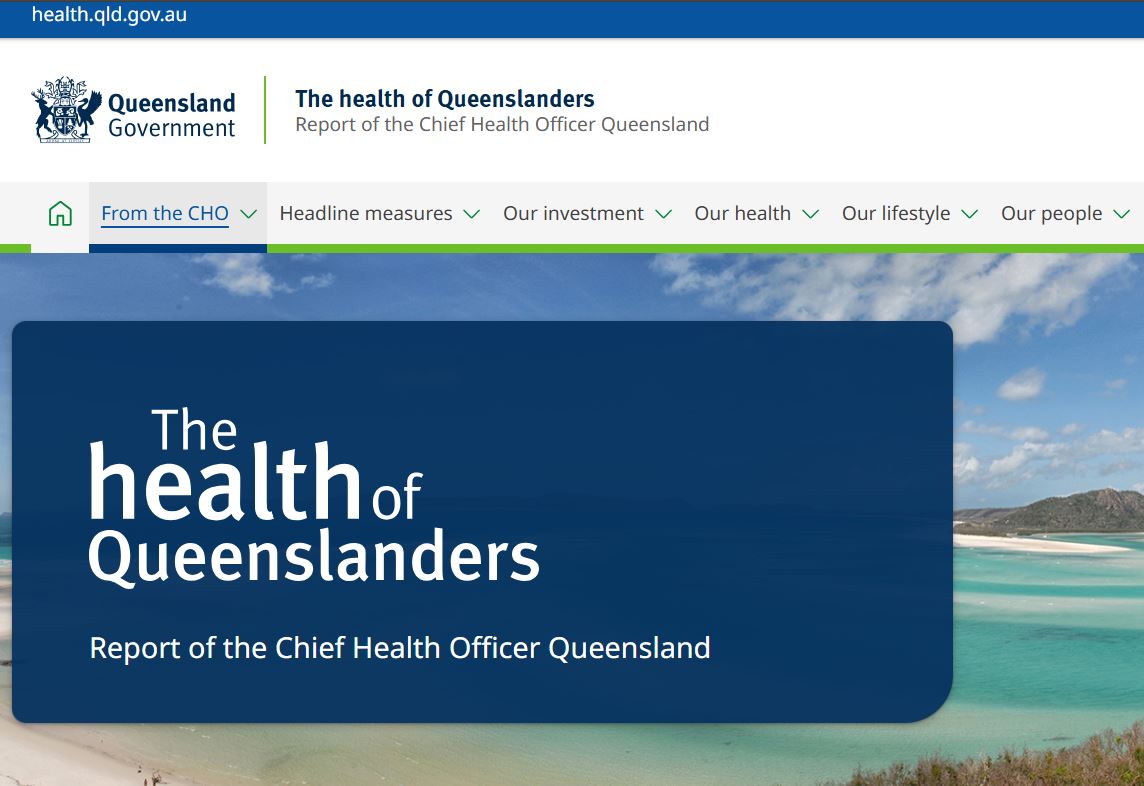 health.qld.gov.au
Queensland
Government
The health of Queenslanders
Report of the Chief Health Officer Queensland
From the CHO
Headline measures
Our investment
Our health
Our lifestyle
Our people
The
health of
Queenslanders
Report of the Chief Health Officer Queensland